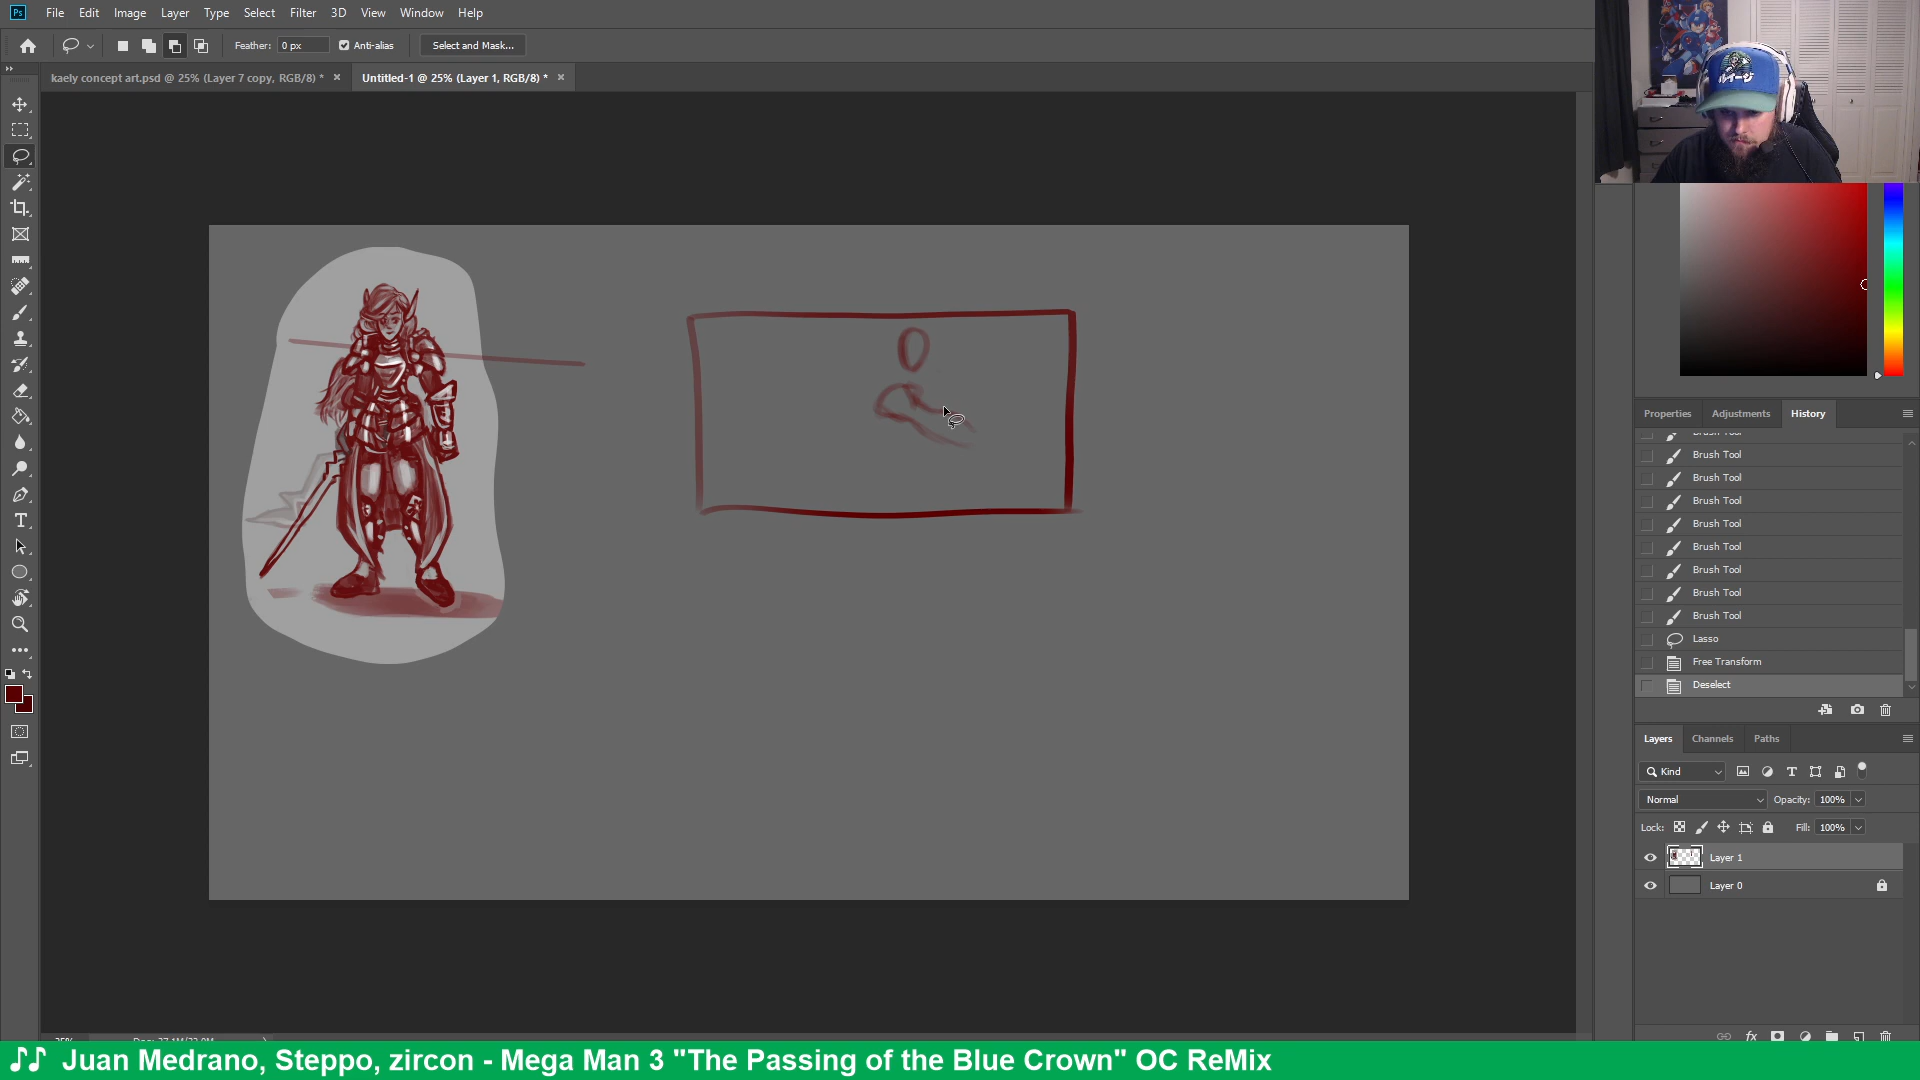 Ps File Edit Image Layer Type Select Filter 3D View Window Help
Feather: 0 px Anti-alias Select and Mask...
kaely concept art.psd @ 25% (Layer 7 copy, RGB/8) * × Untitled-1 @ 25% (Layer 1, RGB/8) * ×
Properties Adjustments History
Brush Tool
Brush Tool
Brush Tool
Brush Tool
Brush Tool
Brush Tool
Brush Tool
Brush Tool
Brush Tool
Lasso
Free Transform
Deselect
Layers Channels Paths
Kind
Normal Opacity: 100%
Lock: Fill: 100%
Layer 1
Layer 0
Juan Medrano, Steppo, zircon - Mega Man 3 "The Passing of the Blue Crown" OC ReMix